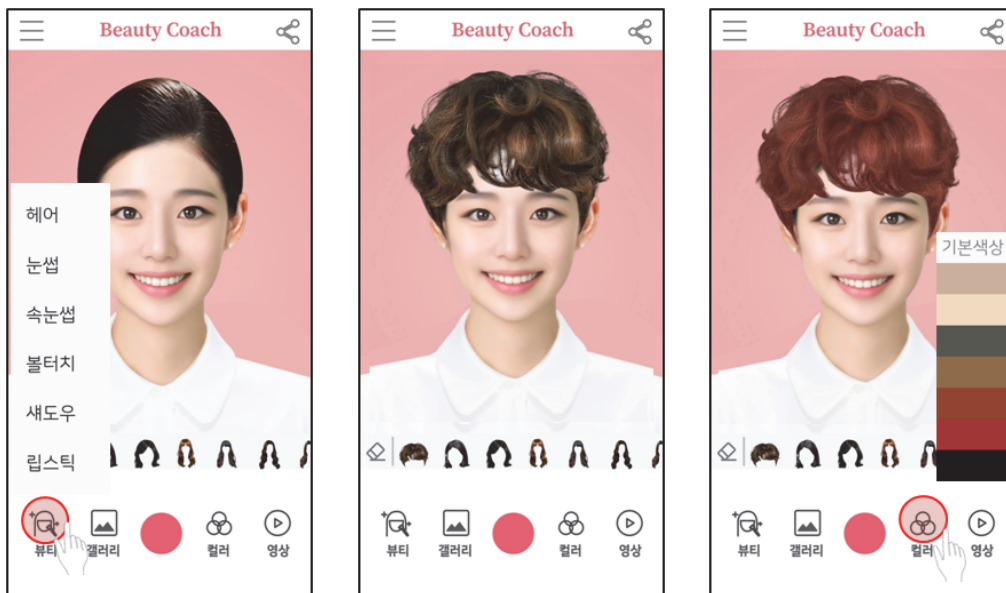 Beauty Coach
헤어
눈썹
속눈썹
볼터치
섀도우
립스틱
뷰티
갤러리
컬러
영상
Beauty Coach
뷰티
갤러리
컬러
영상
Beauty Coach
기본색상
뷰티
갤러리
컬러
영상